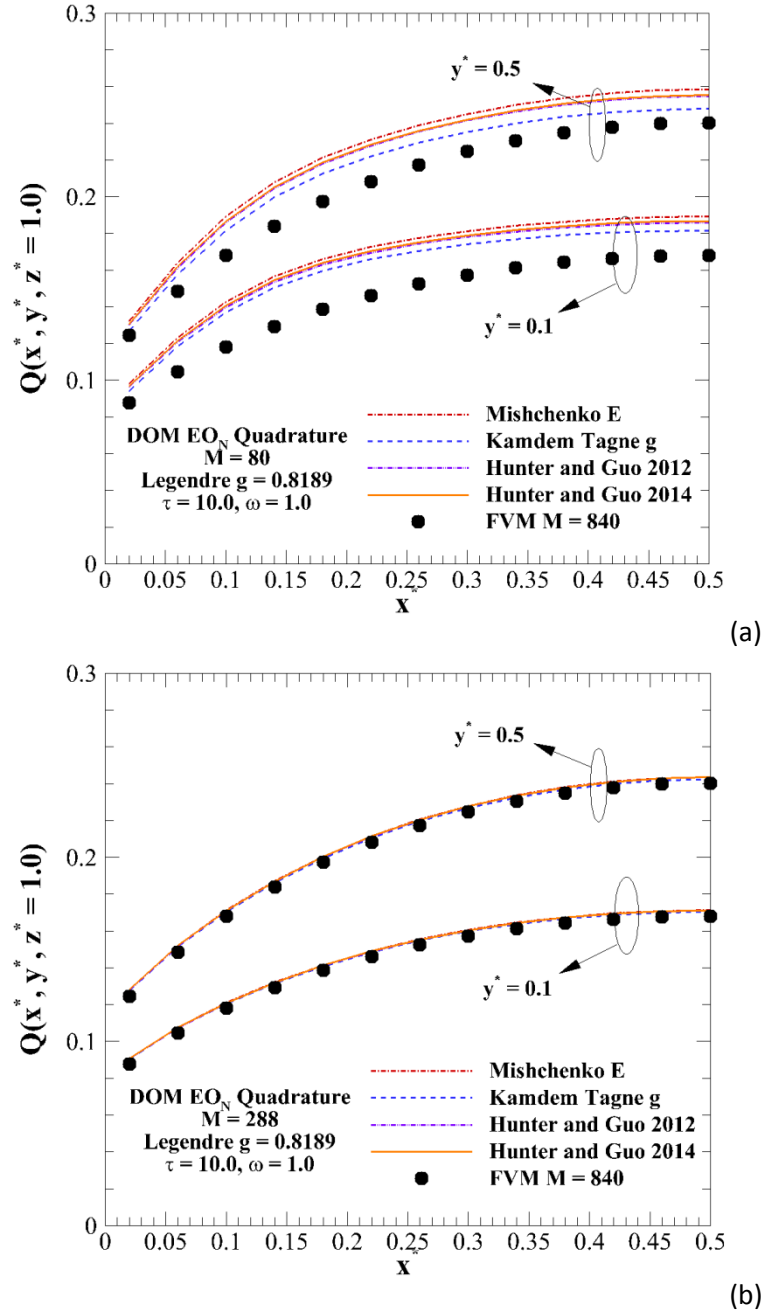 0.3
y* = 0.5
0.2
Q(x*, y*, z* = 1.0)
y* = 0.1
0.1
Mishchenko E
DOM EO_N Quadrature
Kamdem Tagne g
M = 80
Hunter and Guo 2012
Legendre g = 0.8189
Hunter and Guo 2014
τ = 10.0, ω = 1.0
FVM M = 840
0
0 0.05 0.1 0.15 0.2 0.25 0.3 0.35 0.4 0.45 0.5
x*
(a)
0.3
y* = 0.5
0.2
Q(x*, y*, z* = 1.0)
y* = 0.1
0.1
Mishchenko E
DOM EO_N Quadrature
Kamdem Tagne g
M = 288
Hunter and Guo 2012
Legendre g = 0.8189
Hunter and Guo 2014
τ = 10.0, ω = 1.0
FVM M = 840
0
0 0.05 0.1 0.15 0.2 0.25 0.3 0.35 0.4 0.45 0.5
x*
(b)